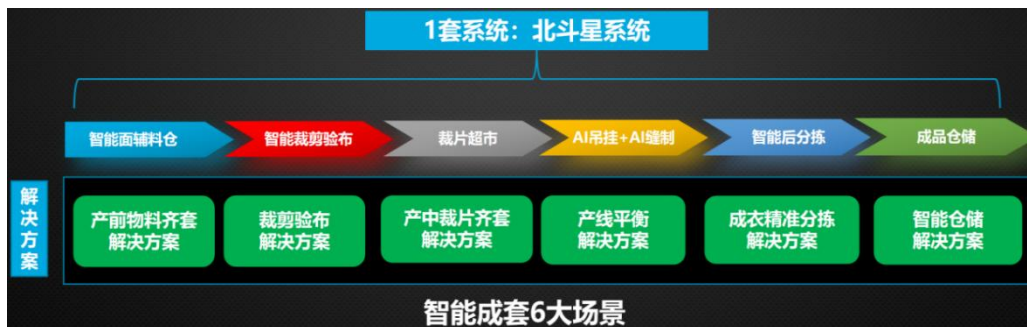 1套系统：北斗星系统
智能面辅料仓
智能裁剪验布
裁片超市
AI吊挂+AI缝制
智能后分拣
成品仓储
解决方案
产前物料齐套
解决方案
裁剪验布
解决方案
产中裁片齐套
解决方案
产线平衡
解决方案
成衣精准分拣
解决方案
智能仓储
解决方案
智能成套6大场景